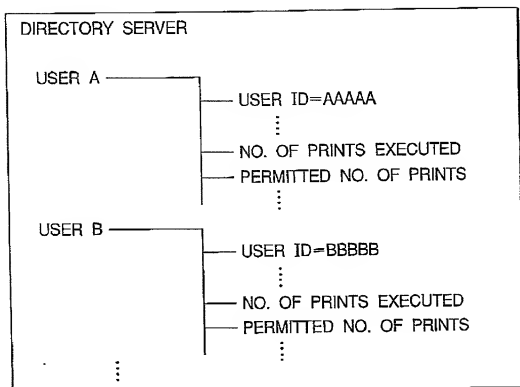 DIRECTORY SERVER
USER A
USER ID=AAAAA
NO. OF PRINTS EXECUTED
PERMITTED NO. OF PRINTS
USER B
USER ID=BBBBB
NO. OF PRINTS EXECUTED
PERMITTED NO. OF PRINTS